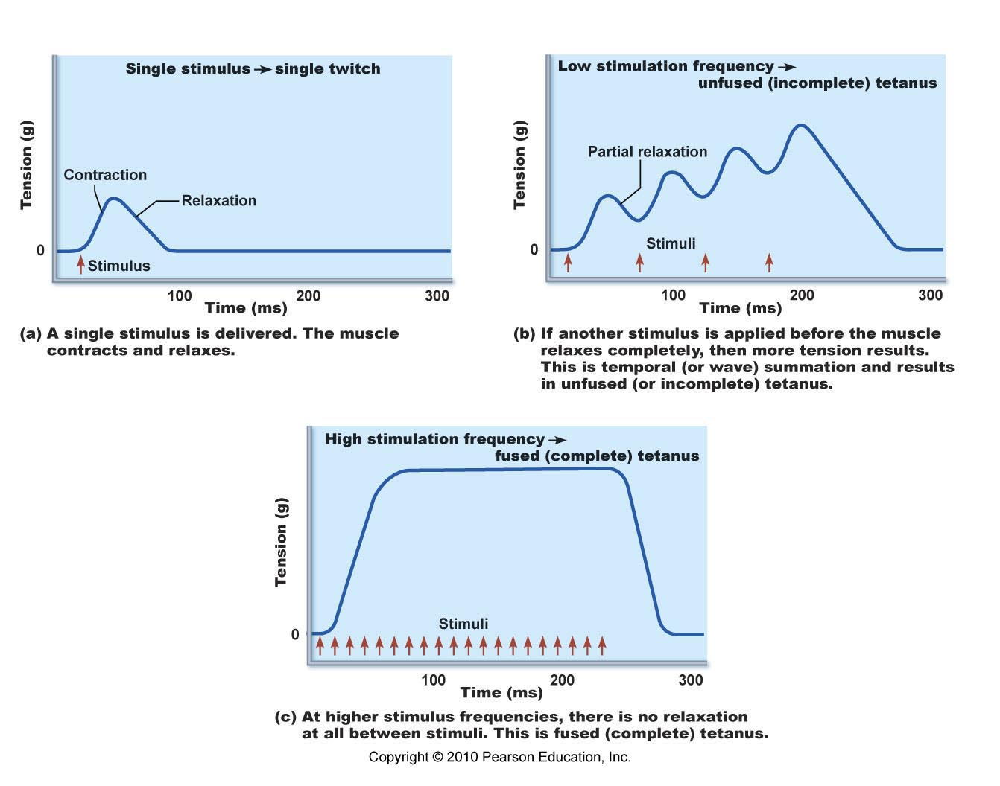 Single stimulus → single twitch
Tension (g)
Contraction
Relaxation
0
Stimulus
100
200
300
Time (ms)
(a) A single stimulus is delivered. The muscle
contracts and relaxes.
Low stimulation frequency →
unfused (incomplete) tetanus
Tension (g)
Partial relaxation
Stimuli
0
100
200
300
Time (ms)
(b) If another stimulus is applied before the muscle
relaxes completely, then more tension results.
This is temporal (or wave) summation and results
in unfused (or incomplete) tetanus.
High stimulation frequency →
fused (complete) tetanus
Tension (g)
Stimuli
0
100
200
300
Time (ms)
(c) At higher stimulus frequencies, there is no relaxation
at all between stimuli. This is fused (complete) tetanus.
Copyright © 2010 Pearson Education, Inc.